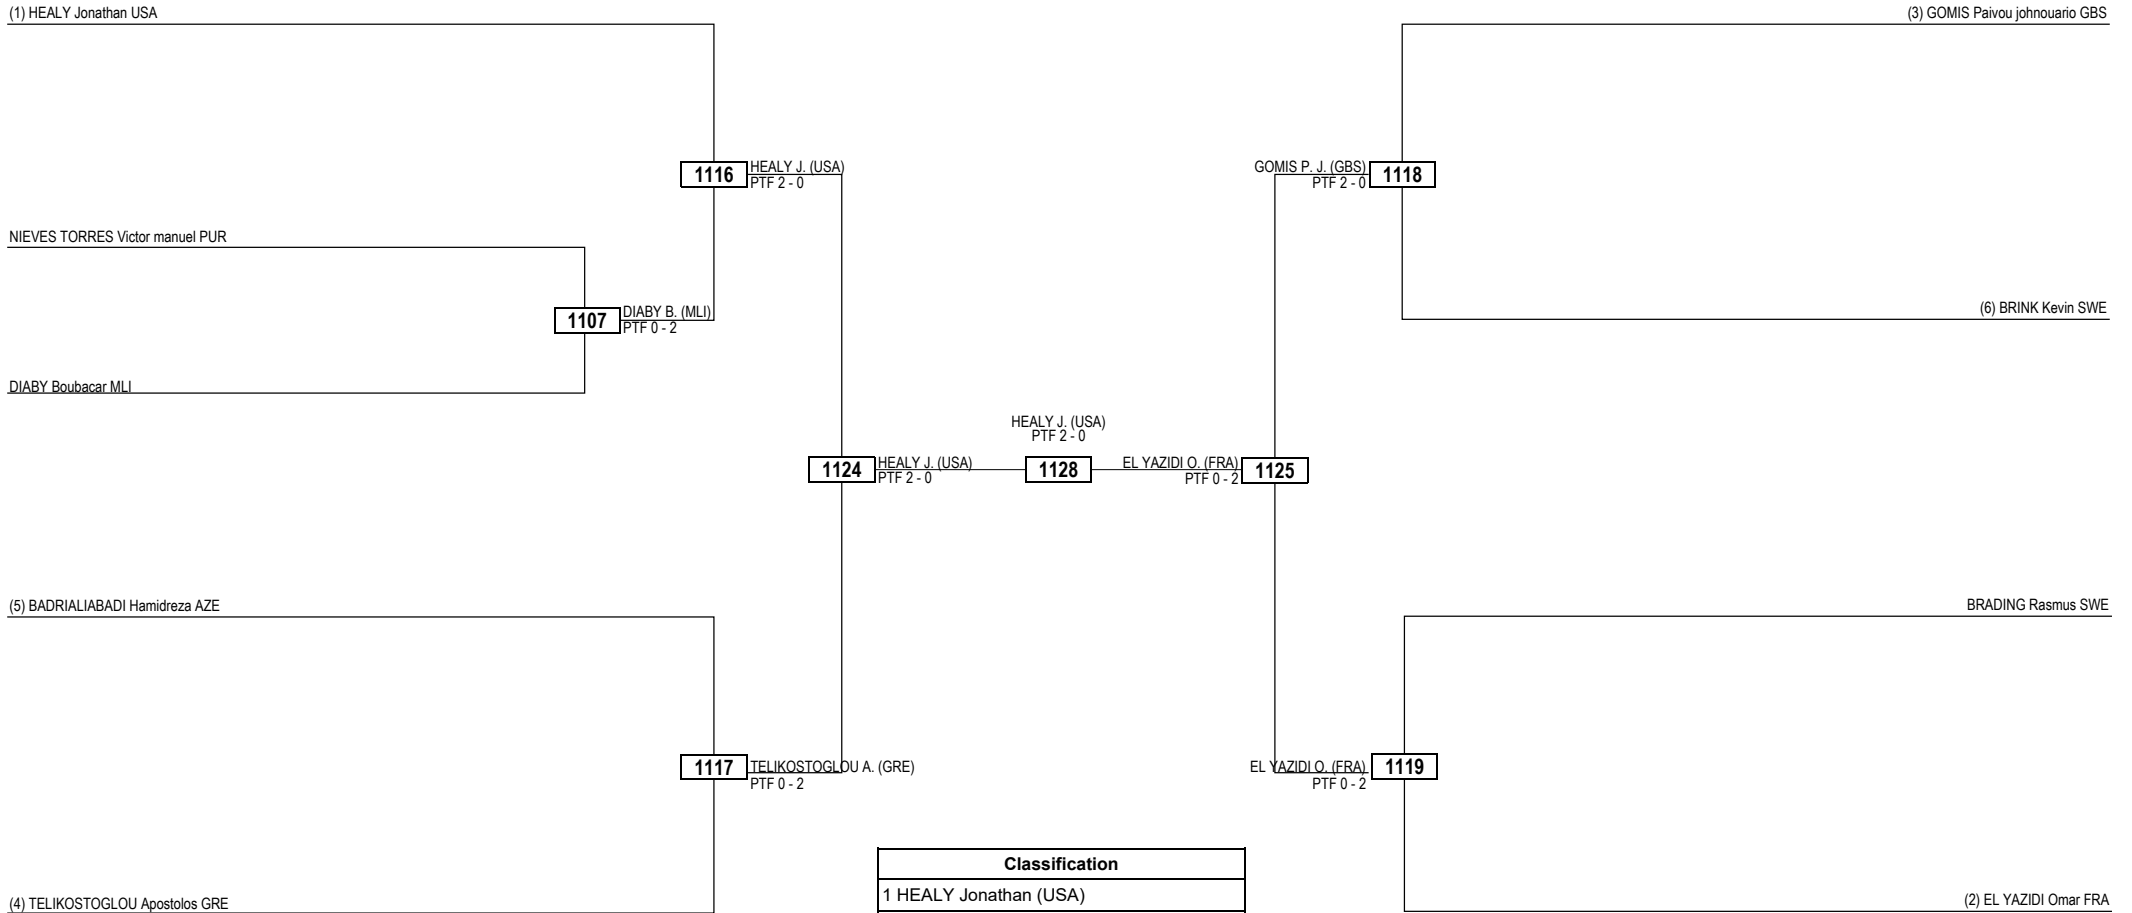 (1) HEALY Jonathan USA
(3) GOMIS Paivou johnouario GBS
1116
HEALY J. (USA)
PTF 2 - 0
GOMIS P. J. (GBS)
PTF 2 - 0
1118
NIEVES TORRES Victor manuel PUR
1107
DIABY B. (MLI)
PTF 0 - 2
(6) BRINK Kevin SWE
DIABY Boubacar MLI
HEALY J. (USA)
PTF 2 - 0
1124
HEALY J. (USA)
PTF 2 - 0
1128
EL YAZIDI O. (FRA)
PTF 0 - 2
1125
(5) BADRIALIABADI Hamidreza AZE
BRADING Rasmus SWE
1117
TELIKOSTOGLOU A. (GRE)
PTF 0 - 2
EL YAZIDI O. (FRA)
PTF 0 - 2
1119
Classification
1 HEALY Jonathan (USA)
(4) TELIKOSTOGLOU Apostolos GRE
(2) EL YAZIDI Omar FRA